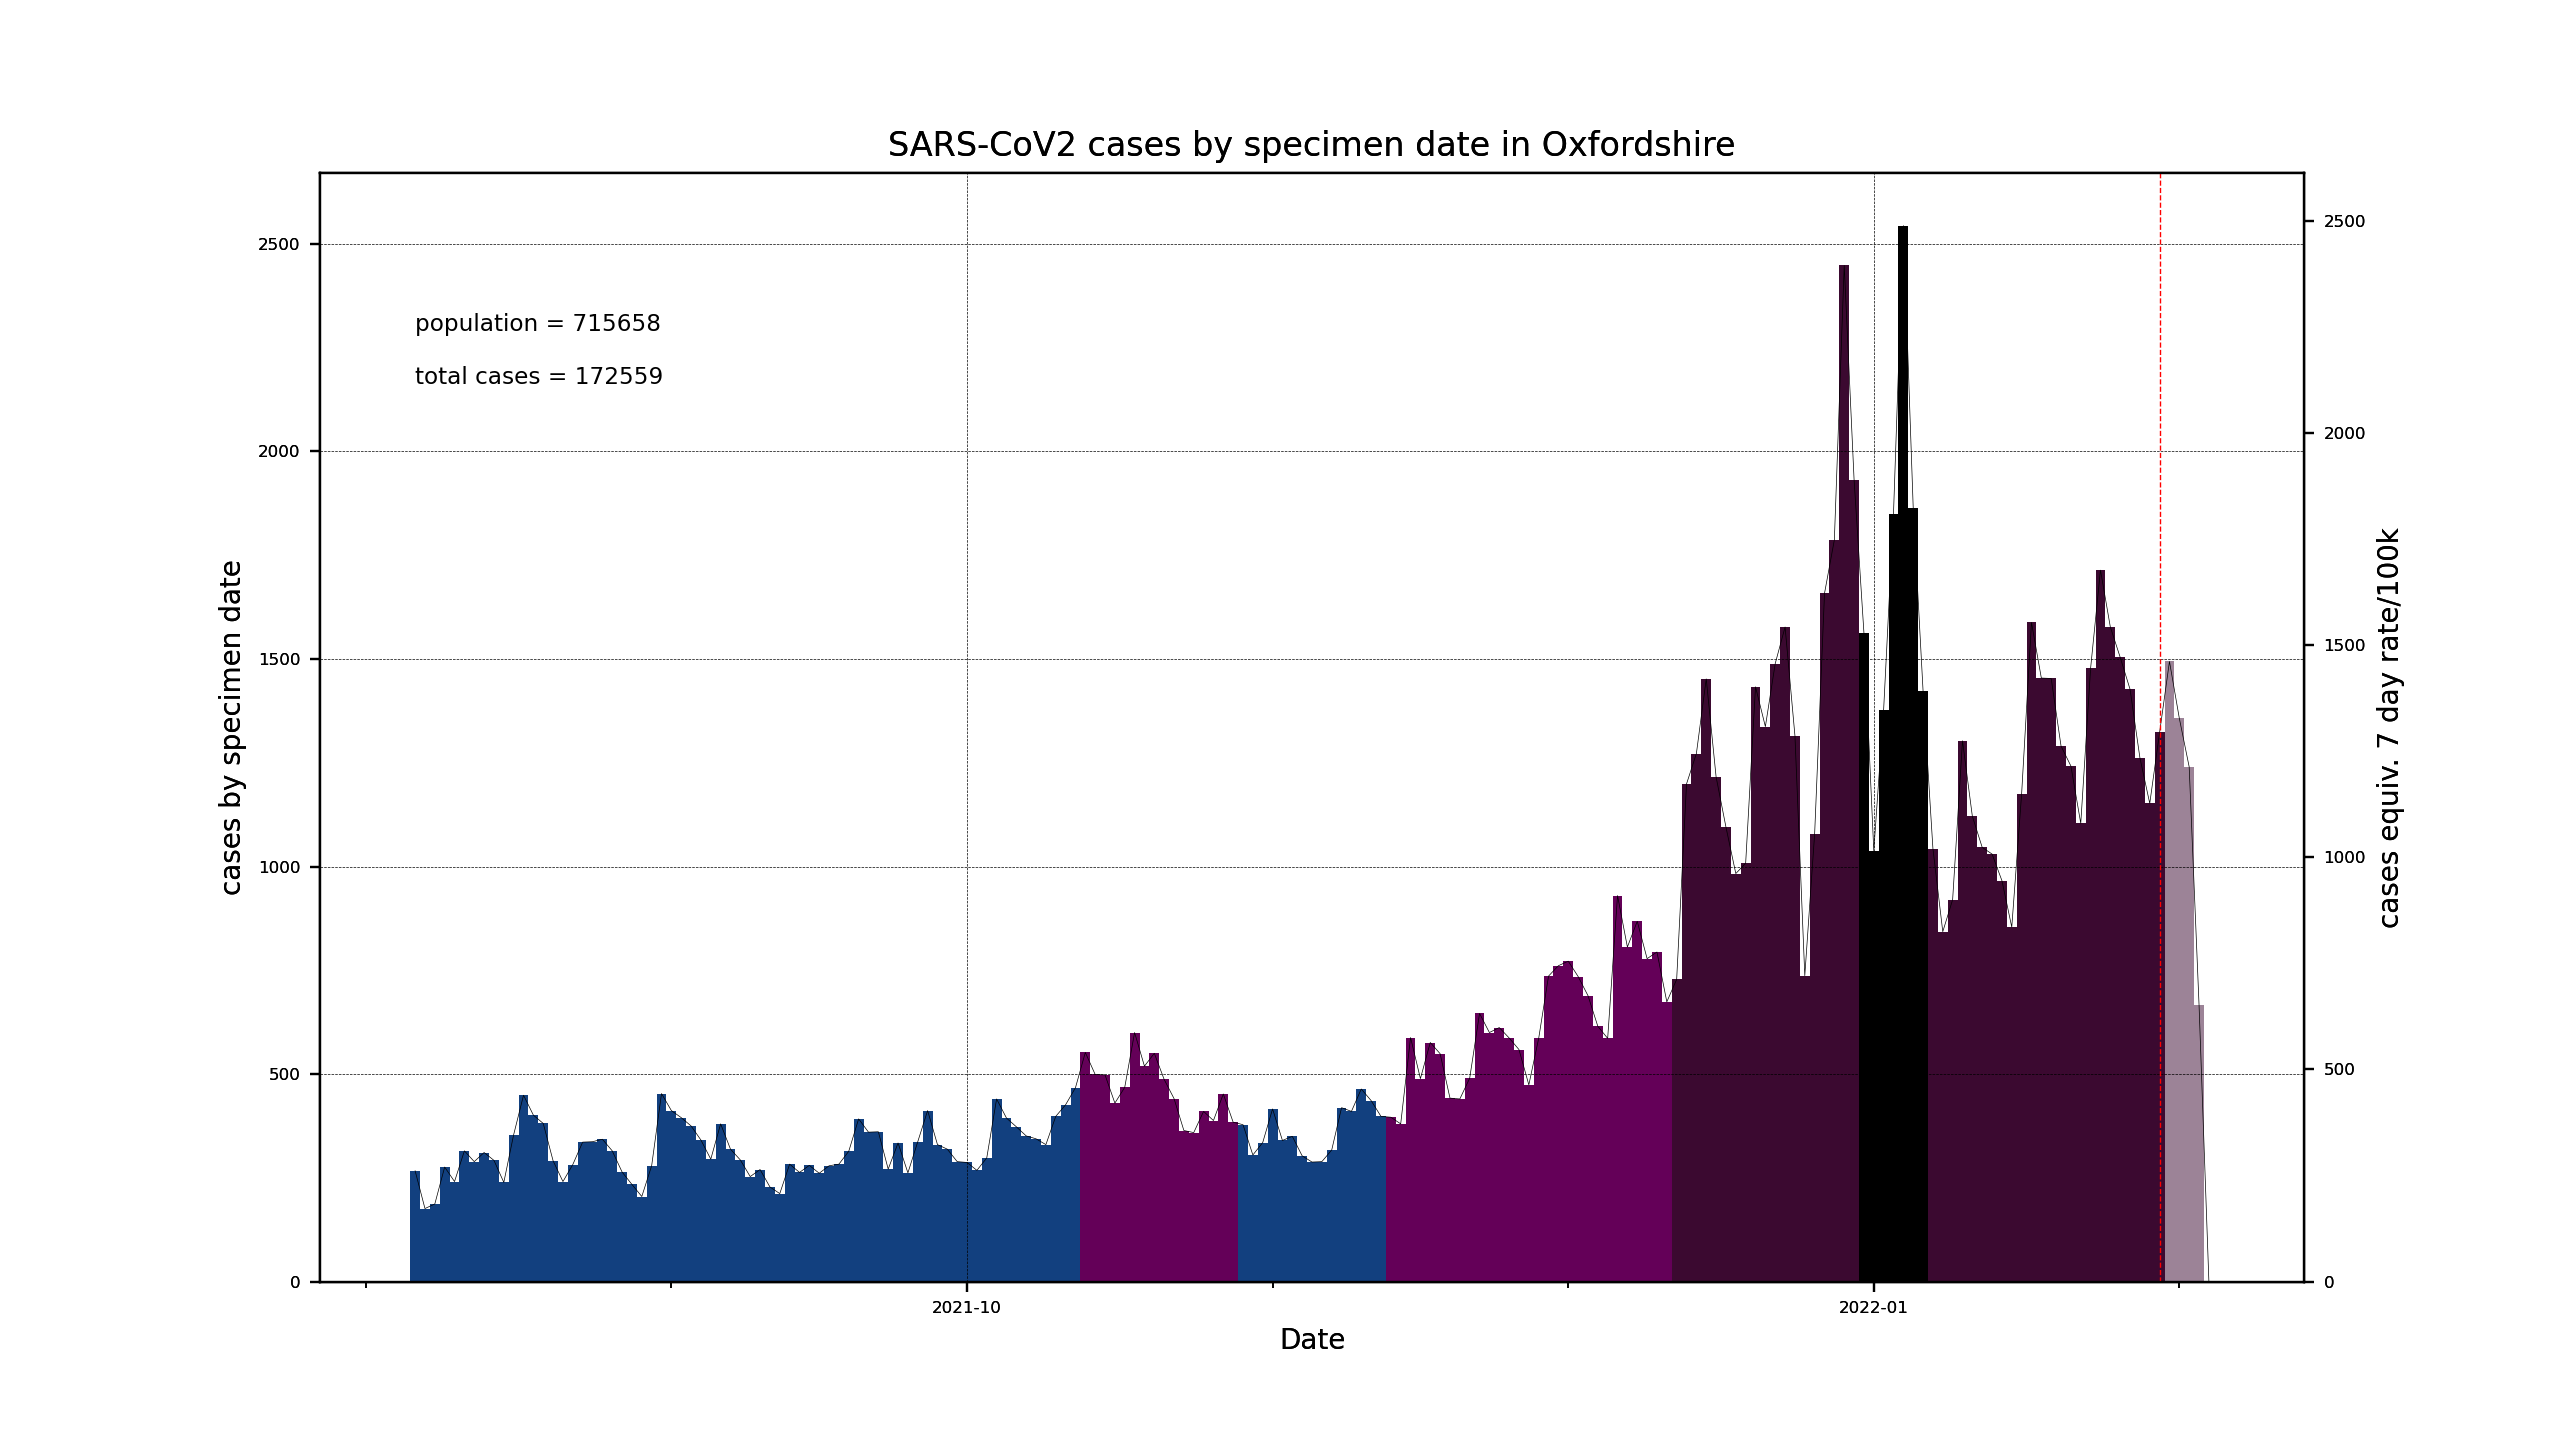 SARS-CoV2 cases by specimen date in Oxfordshire
population = 715658
total cases = 172559
cases by specimen date
2500
2000
1500
1000
500
0
2500
2000
1500
1000
500
0
cases equiv. 7 day rate/100k
2021-10
2022-01
Date